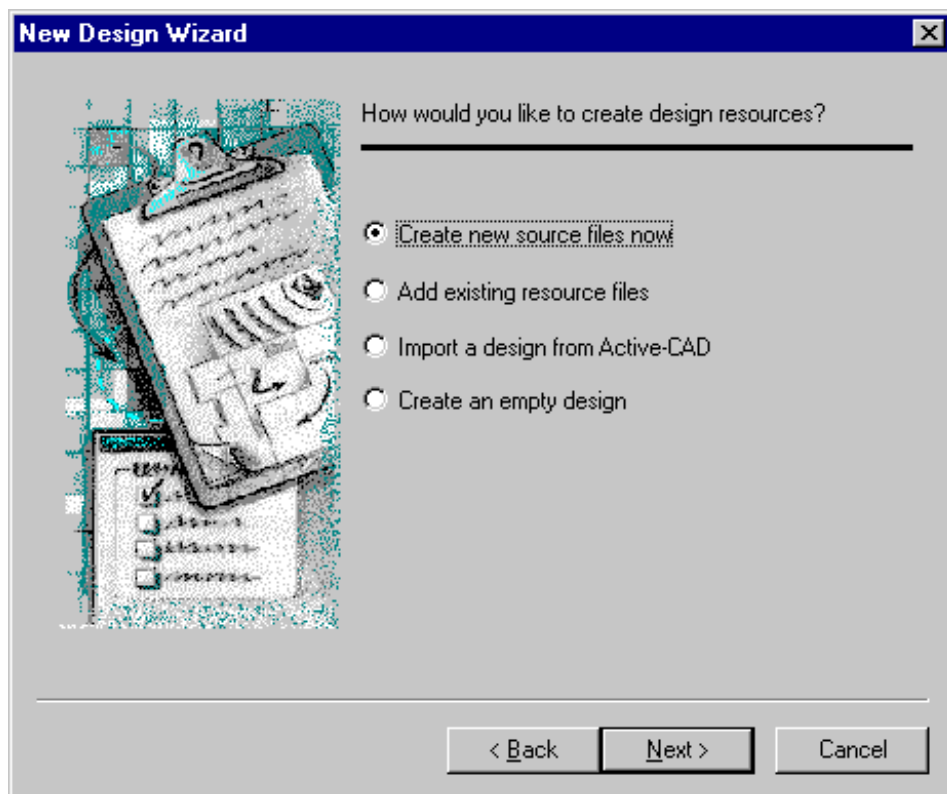 New Design Wizard
How would you like to create design resources?
Create new source files now
Add existing resource files
Import a design from Active-CAD
Create an empty design
< Back
Next >
Cancel